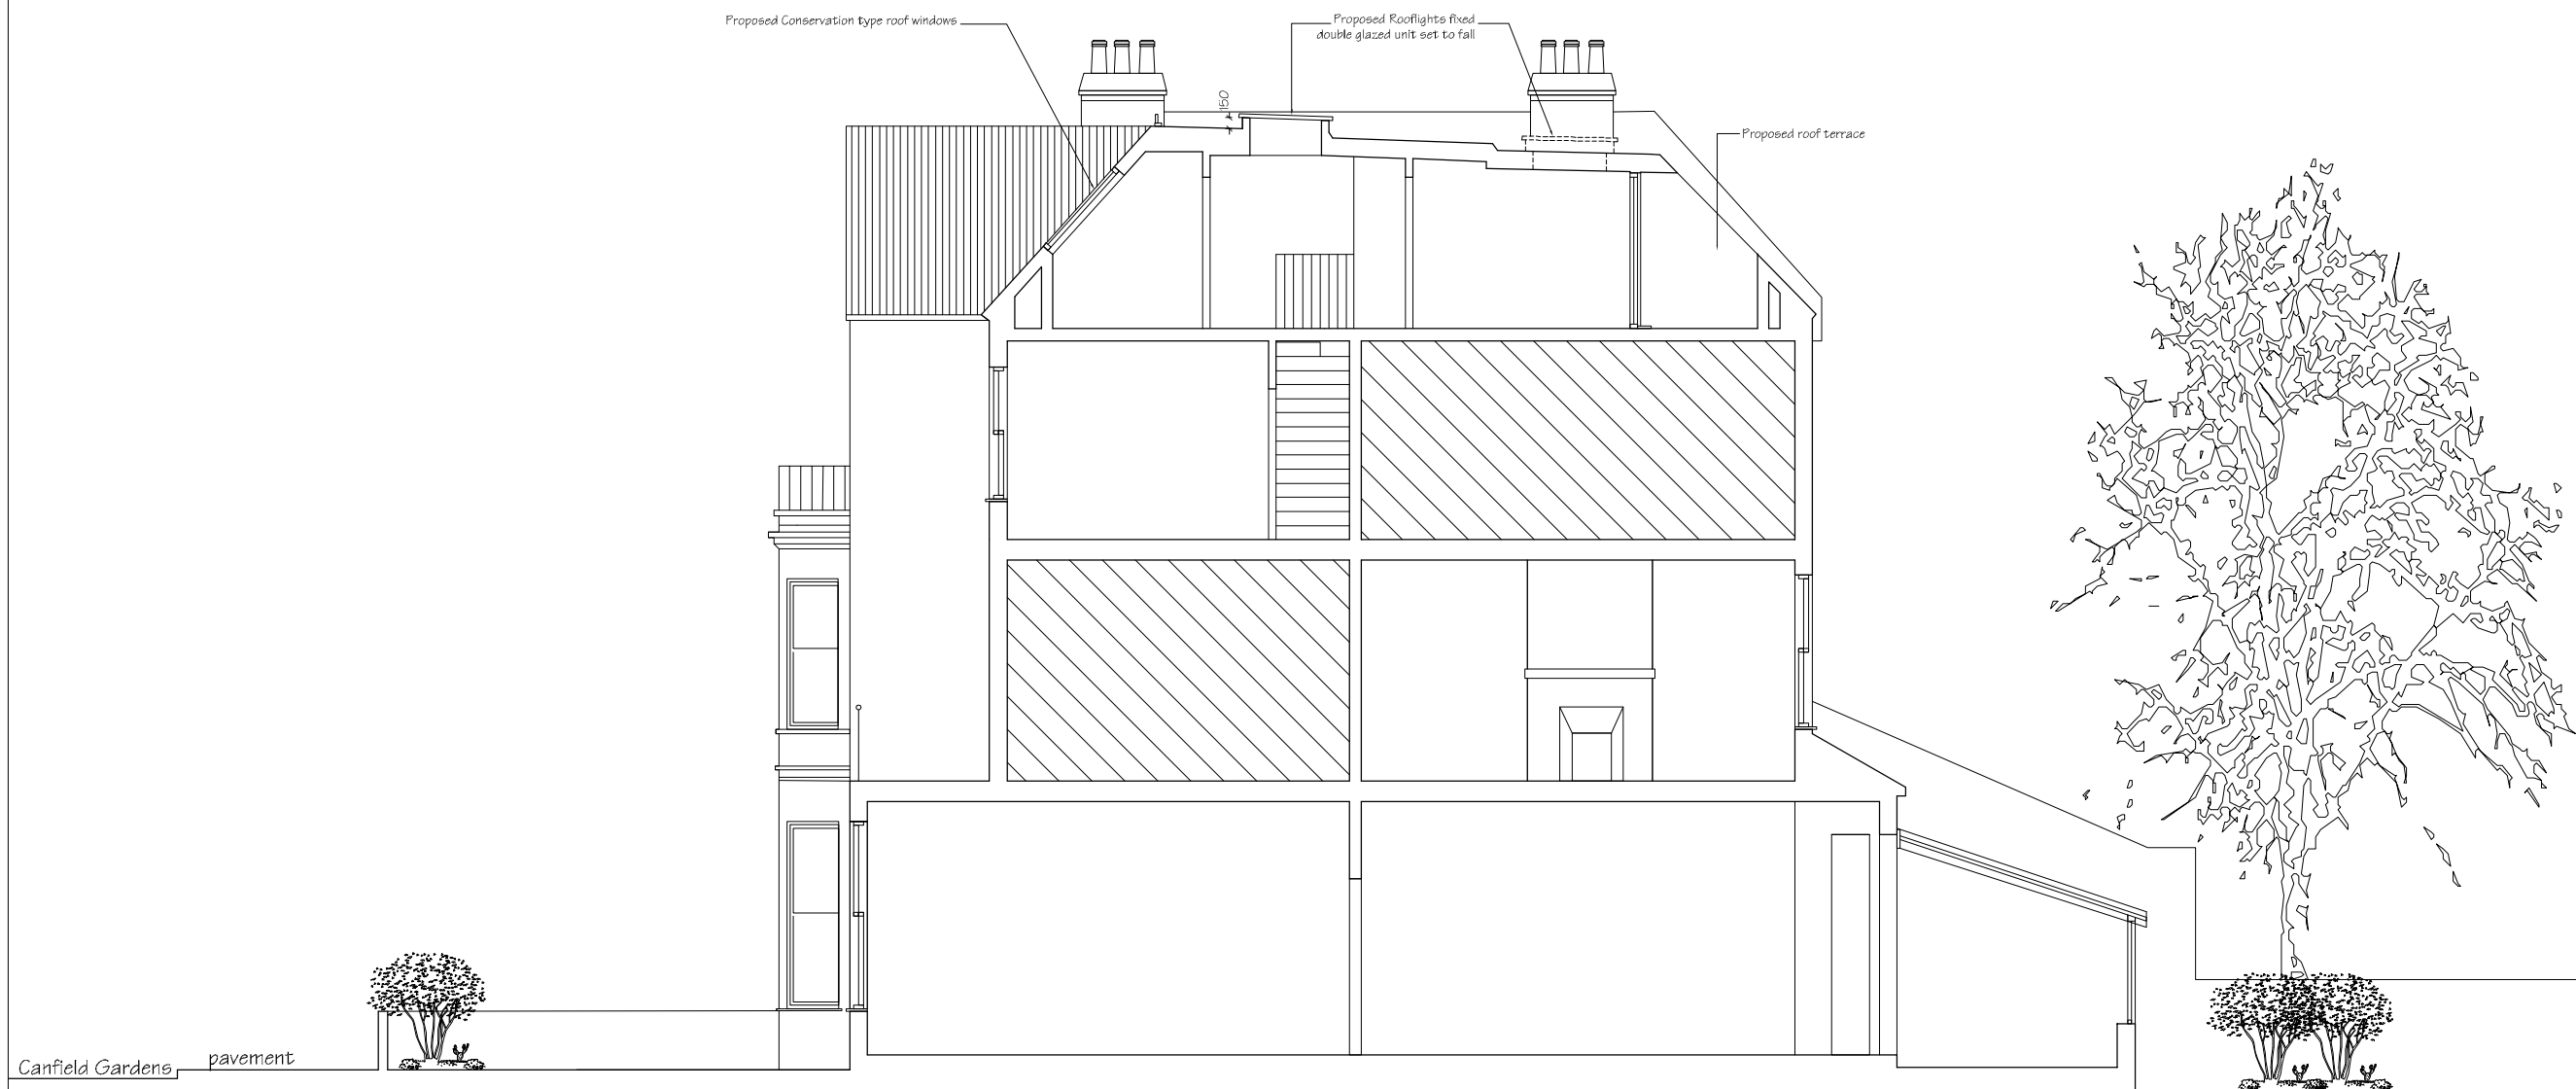 Proposed Conservation type roof windows
Proposed Rooflights fixed
double glazed unit set to fall
150
Proposed roof terrace
Canfield Gardens
pavement